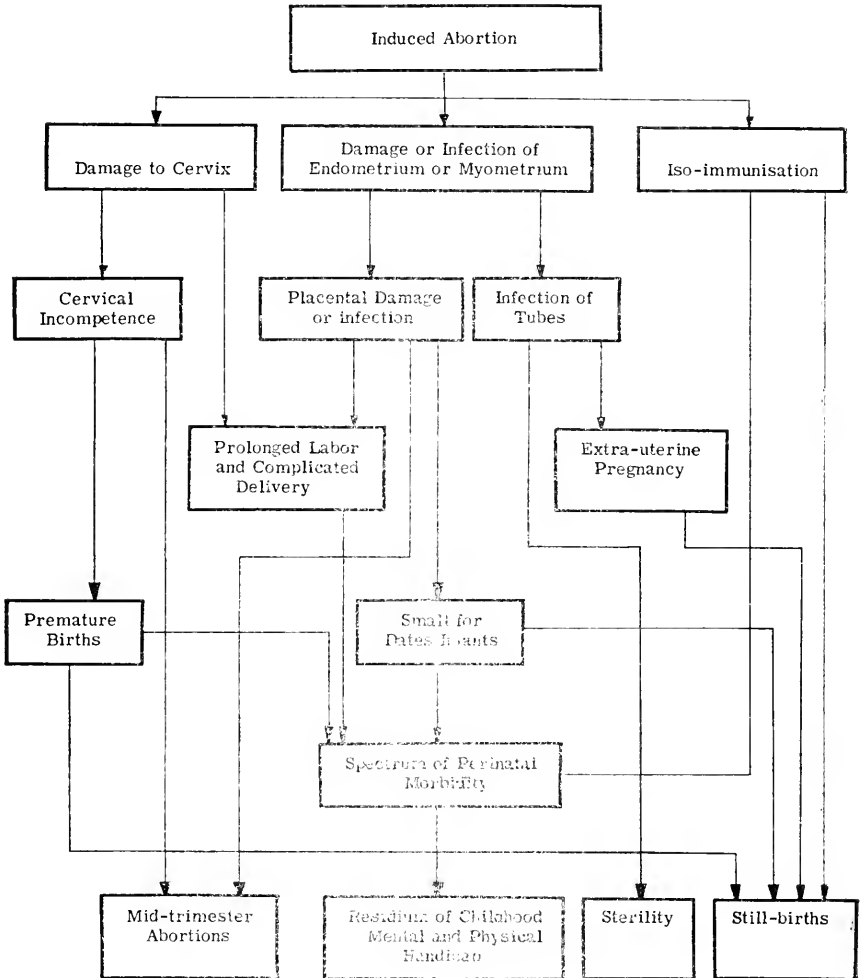 Induced Abortion
Damage to Cervix
Damage or Infection of
Endometrium or Myometrium
Iso-immunisation
Cervical
Incompetence
Placental Damage
or infection
Infection of
Tubes
Prolonged Labor
and Complicated
Delivery
Extra-uterine
Pregnancy
Premature
Births
Small for
Dates Infants
Spectrum of Perinatal
Morbidity
Mid-trimester
Abortions
Residium of Childhood
Mental and Physical
Handicap
Sterility
Still-births